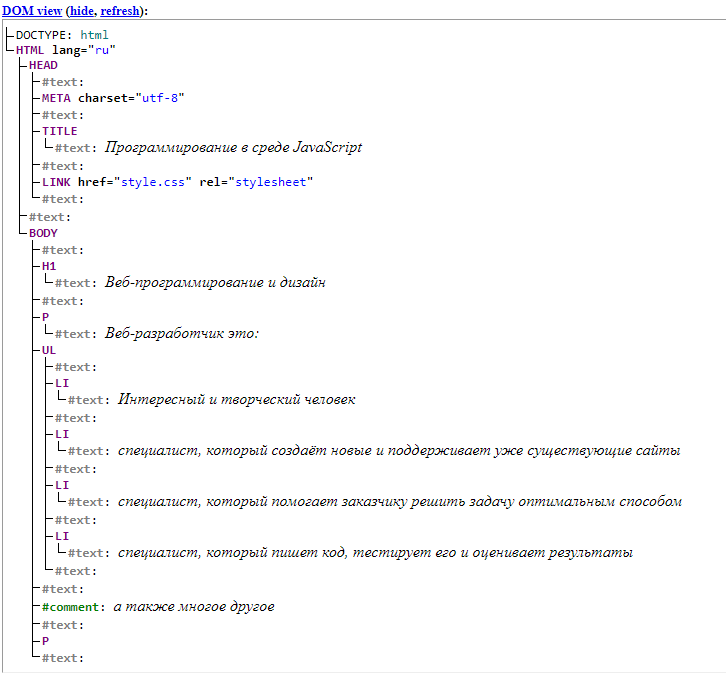 DOM view (hide, refresh):
DOCTYPE: html
HTML lang="ru"
HEAD
#text:
META charset="utf-8"
#text:
TITLE
#text: Программирование в среде JavaScript
#text:
LINK href="style.css" rel="stylesheet"
#text:
#text:
BODY
#text:
H1
#text: Веб-программирование и дизайн
#text:
P
#text: Веб-разработчик это:
UL
#text:
LI
#text: Интересный и творческий человек
#text:
LI
#text: специалист, который создаёт новые и поддерживает уже существующие сайты
#text:
LI
#text: специалист, который помогает заказчику решить задачу оптимальным способом
#text:
LI
#text: специалист, который пишет код, тестирует его и оценивает результаты
#text:
#text:
#comment: а также многое другое
#text:
P
#text: